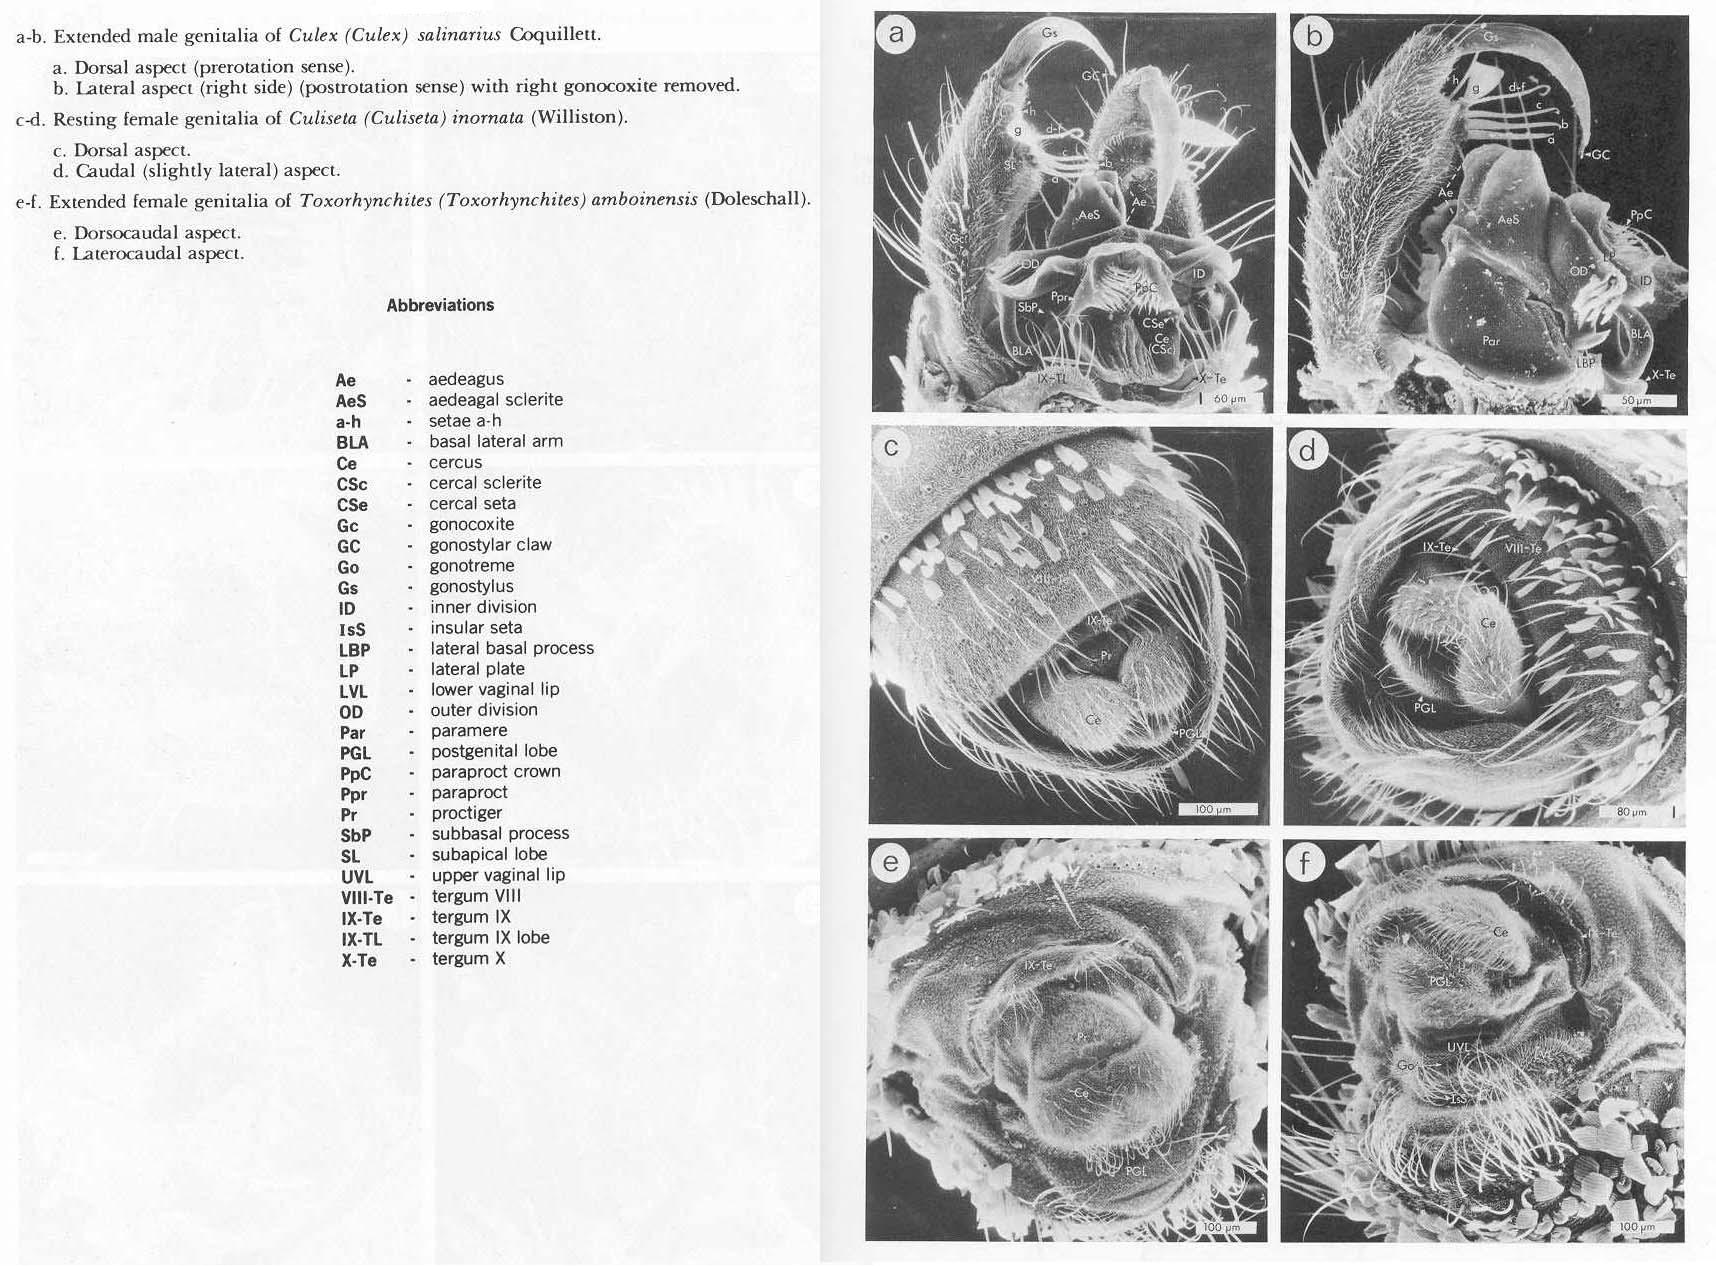 a-b. Extended male genitalia of Culex (Culex) salinarius Coquillett.
a. Dorsal aspect (prerotation sense).
b. Lateral aspect (right side) (postrotation sense) with right gonocoxite removed.
c-d. Resting female genitalia of Culiseta (Culiseta) inornata (Williston).
c. Dorsal aspect.
d. Caudal (slightly lateral) aspect.
e-f. Extended female genitalia of Toxorhynchites (Toxorhynchites) amboinensis (Doleschall).
e. Dorsocaudal aspect.
f. Laterocaudal aspect.
Abbreviations
Ae - aedeagus
AeS - aedeagal sclerite
a-h - setae a-h
BLA - basal lateral arm
Ce - cercus
CSc - cercal sclerite
CSe - cercal seta
Gc - gonocoxite
GC - gonostylar claw
Go - gonotreme
Gs - gonostylus
ID - inner division
IsS - insular seta
LBP - lateral basal process
LP - lateral plate
LVL - lower vaginal lip
OD - outer division
Par - paramere
PGL - postgenital lobe
PpC - paraproct crown
Ppr - paraproct
Pr - proctiger
SbP - subbasal process
SL - subapical lobe
UVL - upper vaginal lip
VIII-Te - tergum VIII
IX-Te - tergum IX
IX-TL - tergum IX lobe
X-Te - tergum X
a
Gs
GC
h
g
d-f
SL
c
b
a
Ae
AeS
Gc
OD
ID
PpC
Ppr
SbP
CSe
Ce
(CSc)
BLA
IX-TL
X-Te
60 µm
b
Gs
h
g
d-f
c
b
a
GC
Ae
AeS
PpC
LP
OD
ID
Par
BLA
LBP
X-Te
50 µm
c
IX-Te
Pr
Ce
PGL
100 µm
d
IX-Te
VIII-Te
Ce
PGL
80 µm
e
IX-Te
Pr
Ce
PGL
100 µm
f
Ce
PGL
UVL
Go
IsS
100 µm